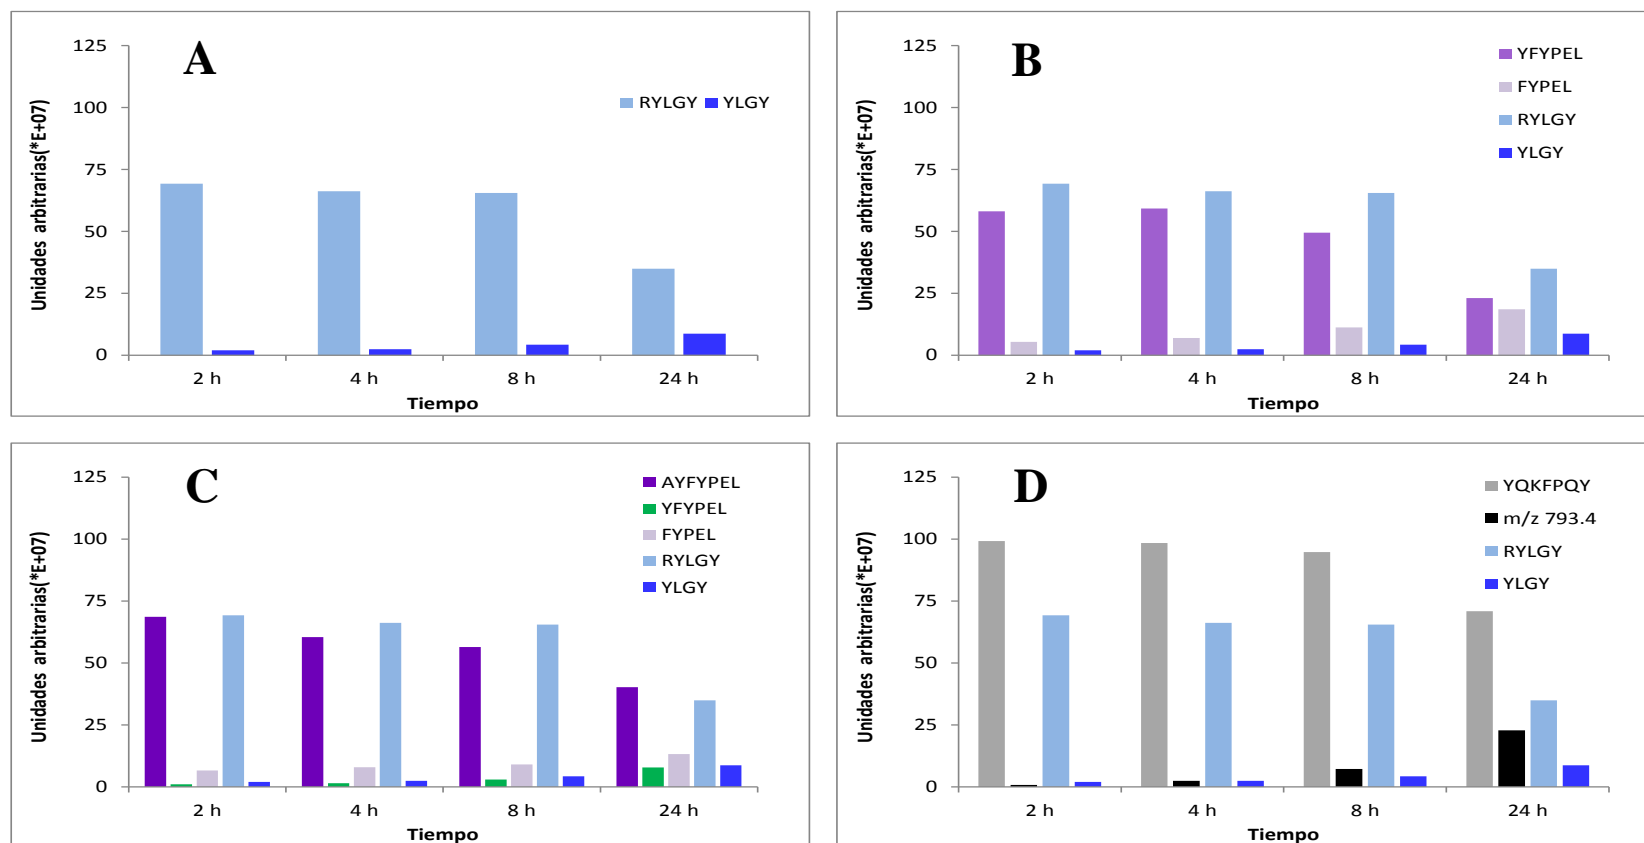 A
125
100
75
50
25
0
Unidades arbitrarias(*E+07)
RYLGY YLGY
2 h 4 h 8 h 24 h
Tiempo
B
125
100
75
50
25
0
Unidades arbitrarias(*E+07)
YFYPEL
FYPEL
RYLGY
YLGY
2 h 4 h 8 h 24 h
Tiempo
C
125
100
75
50
25
0
Unidades arbitrarias(*E+07)
AYFYPEL
YFYPEL
FYPEL
RYLGY
YLGY
2 h 4 h 8 h 24 h
Tiempo
D
125
100
75
50
25
0
Unidades arbitrarias(*E+07)
YQKFPQY
m/z 793.4
RYLGY
YLGY
2 h 4 h 8 h 24 h
Tiempo